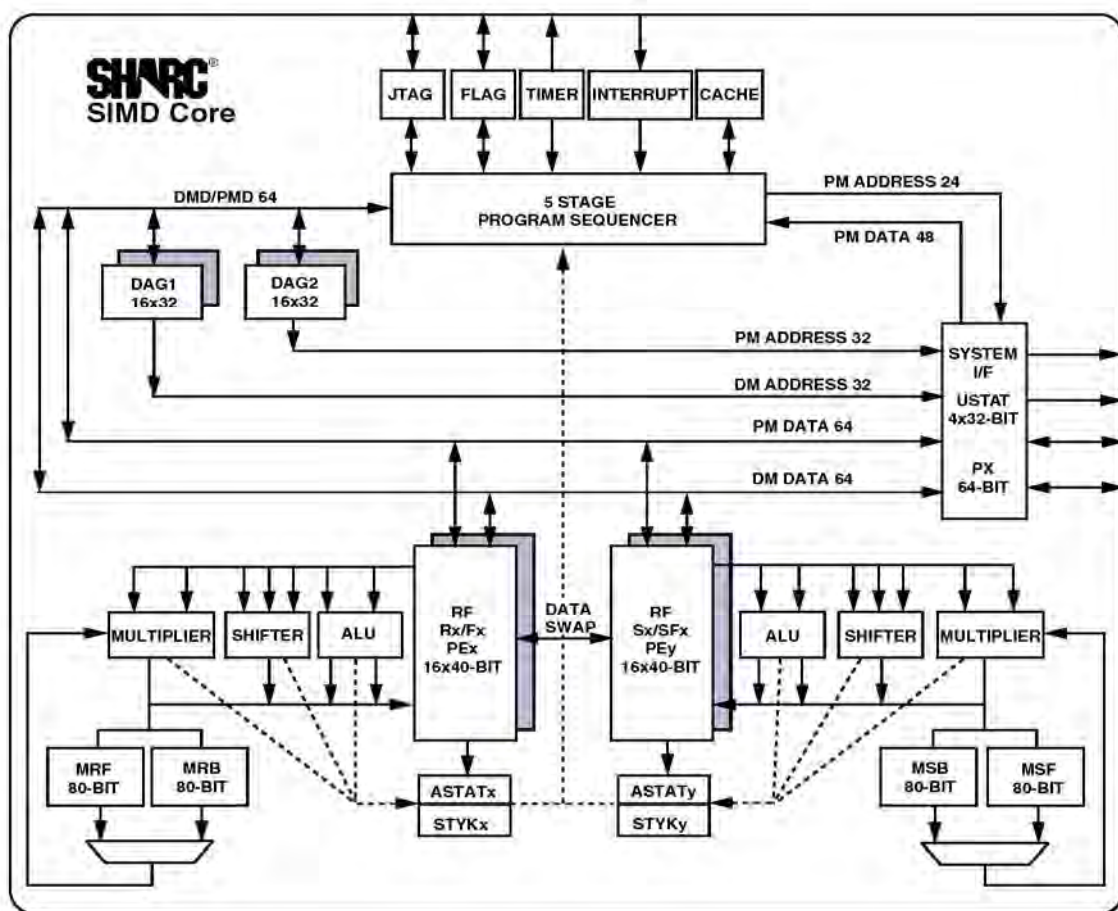 SHARC®
SIMD Core
JTAG
FLAG
TIMER
INTERRUPT
CACHE
5 STAGE
PROGRAM SEQUENCER
PM ADDRESS 24
PM DATA 48
DMD/PMD 64
DAG1
16x32
DAG2
16x32
PM ADDRESS 32
DM ADDRESS 32
PM DATA 64
DM DATA 64
SYSTEM
I/F
USTAT
4x32-BIT
PX
64-BIT
MULTIPLIER
SHIFTER
ALU
RF
Rx/Fx
PEx
16x40-BIT
DATA
SWAP
RF
Sx/SFx
PEy
16x40-BIT
ALU
SHIFTER
MULTIPLIER
MRF
80-BIT
MRB
80-BIT
ASTATx
STYKx
ASTATy
STYKy
MSB
80-BIT
MSF
80-BIT